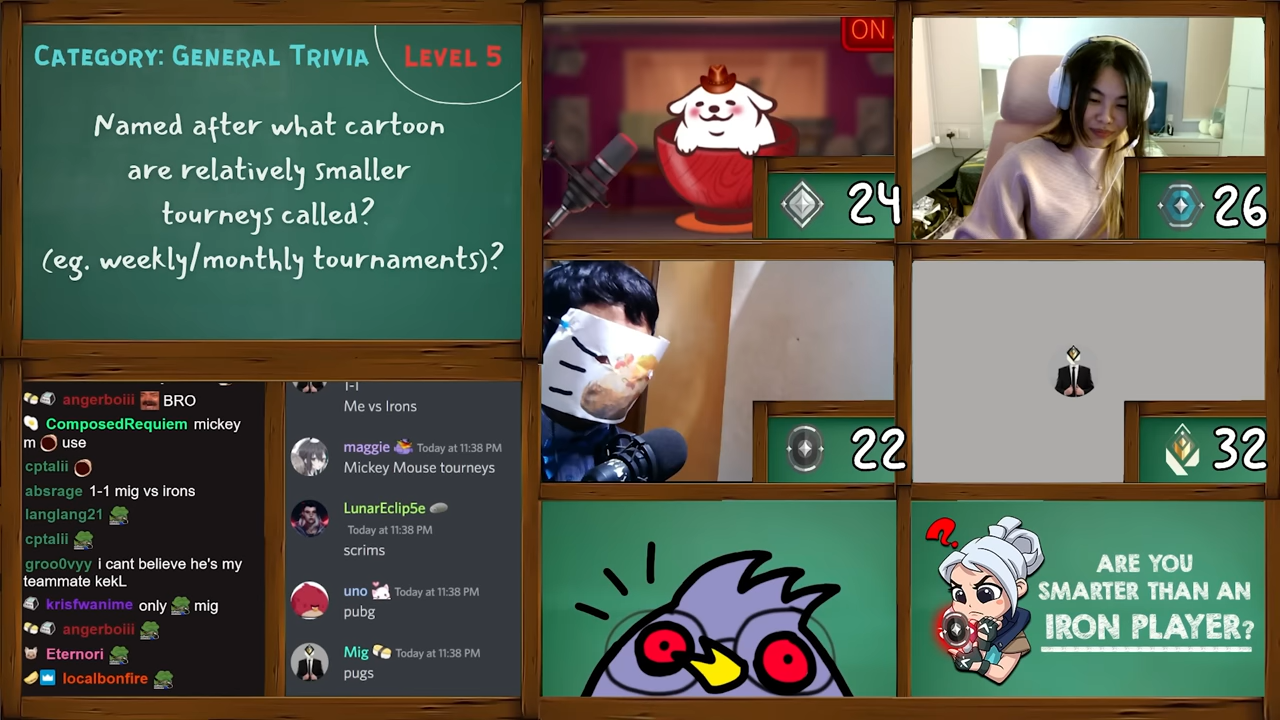 CATEGORY: GENERAL TRIVIA
LEVEL 5
Named after what cartoon
are relatively smaller
tourneys called?
(eg. weekly/monthly tournaments)?
ON
24
26
22
32
angerboiii BRO
ComposedRequiem mickey
m use
cptalii
absrage 1-1 mig vs irons
langlang21
cptalii
groo0vyy i cant believe he's my
teammate kekL
krisfwanime only mig
angerboiii
Eternori
localbonfire
1-1
Me vs Irons
maggie Today at 11:38 PM
Mickey Mouse tourneys
LunarEclip5e
Today at 11:38 PM
scrims
uno Today at 11:38 PM
pubg
Mig Today at 11:38 PM
pugs
?
ARE YOU
SMARTER THAN AN
IRON PLAYER?